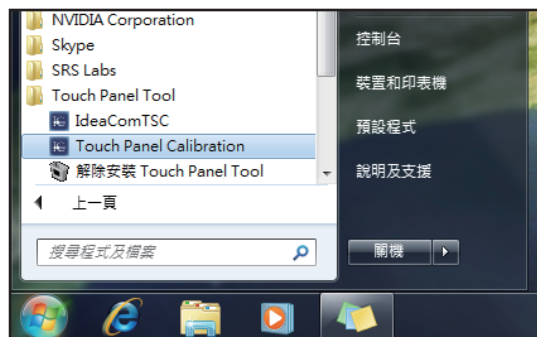 NVIDIA Corporation
Skype
SRS Labs
Touch Panel Tool
IdeaComTSC
Touch Panel Calibration
解除安裝 Touch Panel Tool
上一頁
搜尋程式及檔案
控制台
裝置和印表機
預設程式
說明及支援
關機